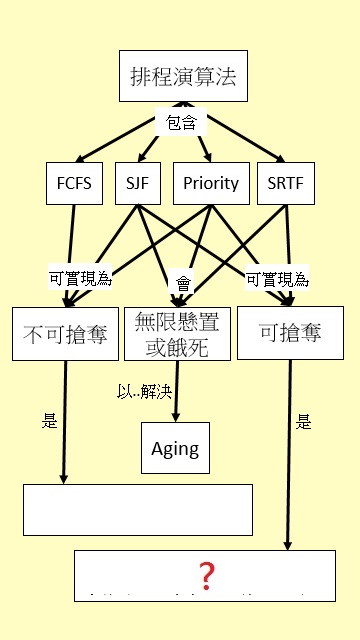 排程演算法
包含
FCFS
SJF
Priority
SRTF
可實現為
會
可實現為
不可搶奪
無限懸置
或餓死
可搶奪
以..解決
是
是
Aging
?